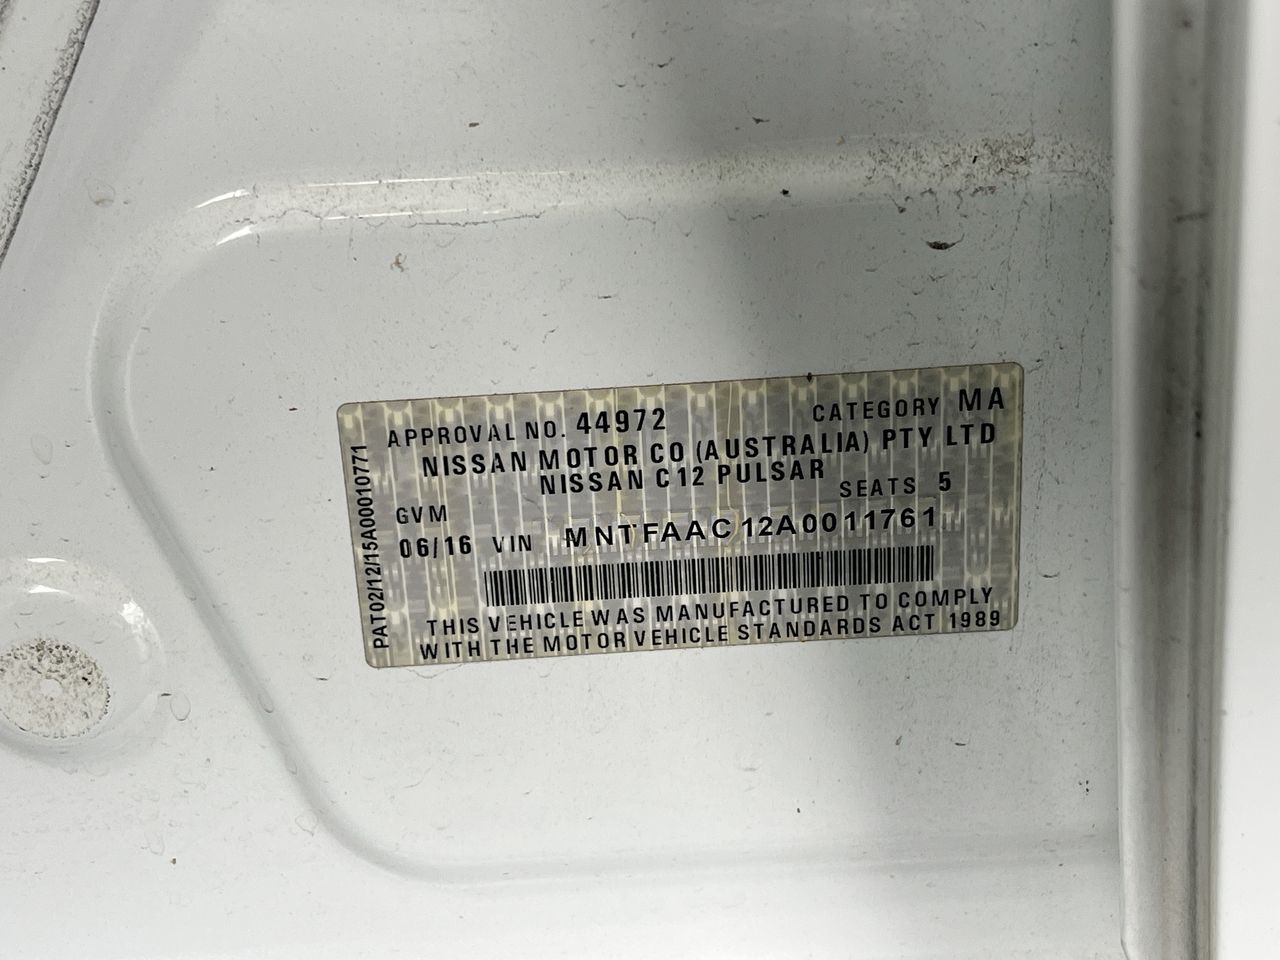 APPROVAL NO. 44972 CATEGORY MA
NISSAN MOTOR CO (AUSTRALIA) PTY LTD
NISSAN C12 PULSAR
SEATS 5
GVM
06/16 VIN MNTFAAC12A0011761
THIS VEHICLE WAS MANUFACTURED TO COMPLY
WITH THE MOTOR VEHICLE STANDARDS ACT 1989
PAT02/12/15A00010771